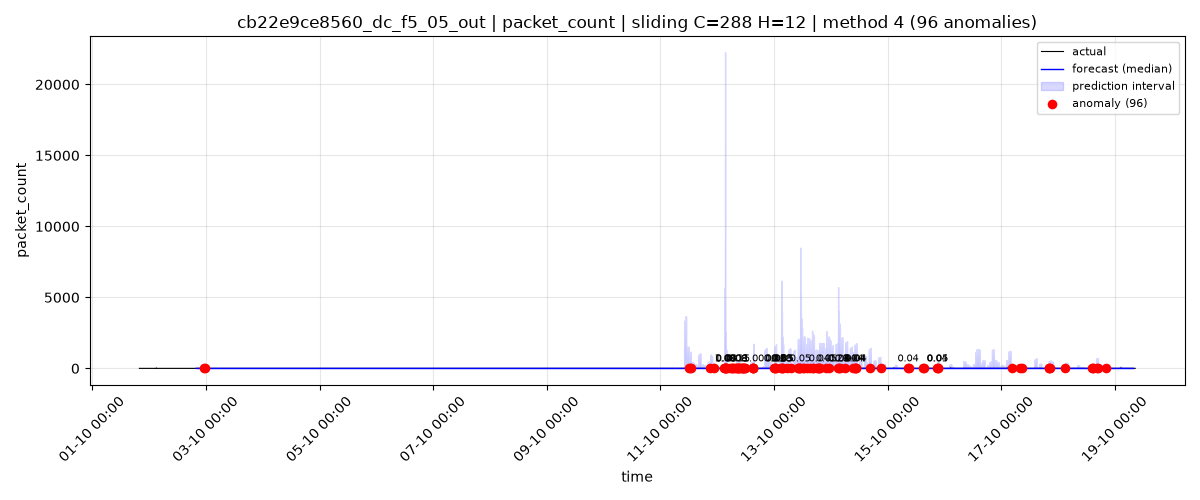 cb22e9ce8560_dc_f5_05_out | packet_count | sliding C=288 H=12 | method 4 (96 anomalies)
actual
forecast (median)
prediction interval
anomaly (96)
packet_count
20000
15000
10000
5000
0
0.05
0.04
0.04
01-10 00:00
03-10 00:00
05-10 00:00
07-10 00:00
09-10 00:00
11-10 00:00
13-10 00:00
15-10 00:00
17-10 00:00
19-10 00:00
time